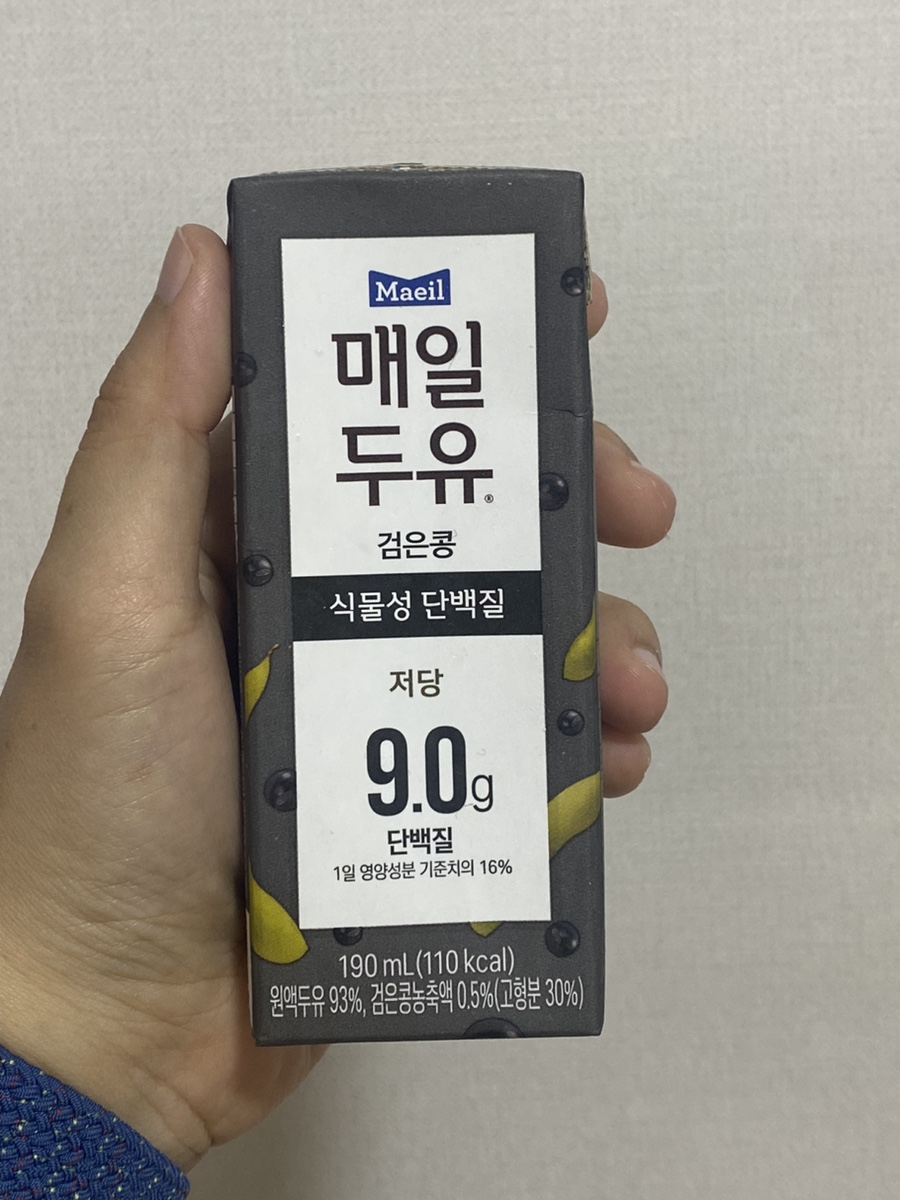 Maeil
매일
두유®
검은콩
식물성 단백질
저당
9.0g
단백질
1일 영양성분 기준치의 16%
190 mL(110 kcal)
원액두유 93%, 검은콩농축액 0.5%(고형분 30%)